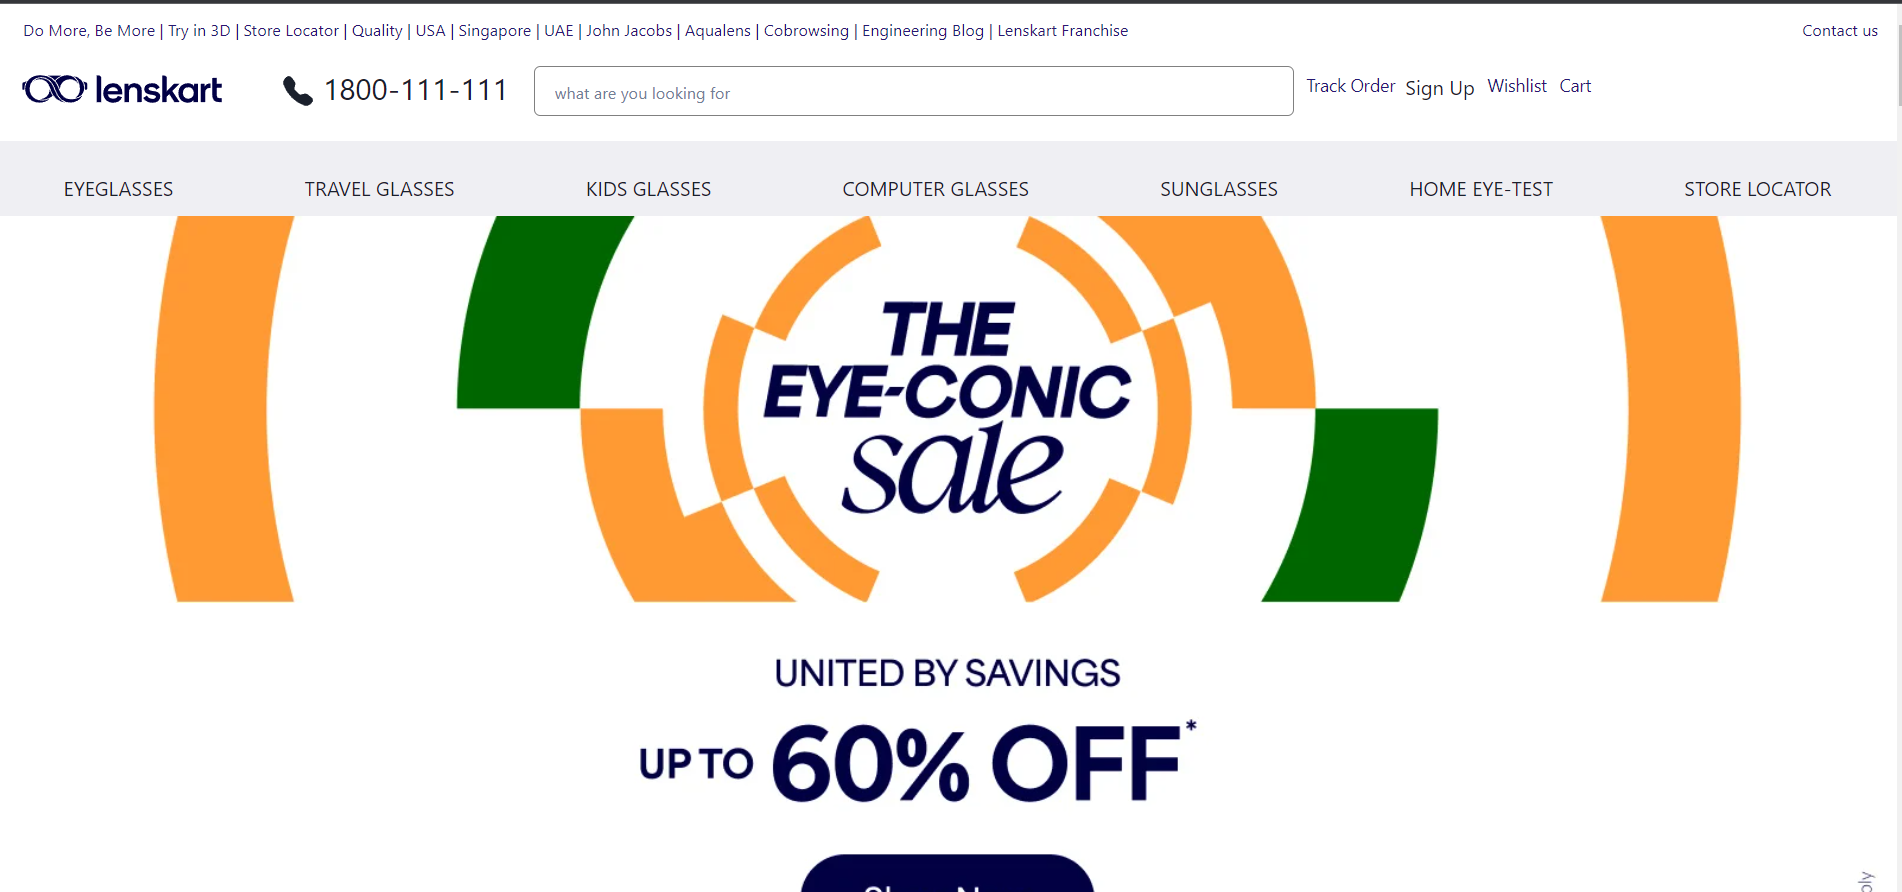 Do More, Be More | Try in 3D | Store Locator | Quality | USA | Singapore | UAE | John Jacobs | Aqualens | Cobrowsing | Engineering Blog | Lenskart Franchise
Contact us
lenskart
1800-111-111
what are you looking for
Track Order Sign Up Wishlist Cart
EYEGLASSES TRAVEL GLASSES KIDS GLASSES COMPUTER GLASSES SUNGLASSES HOME EYE-TEST STORE LOCATOR
THE
EYE-CONIC
sale
UNITED BY SAVINGS
UP TO 60% OFF*